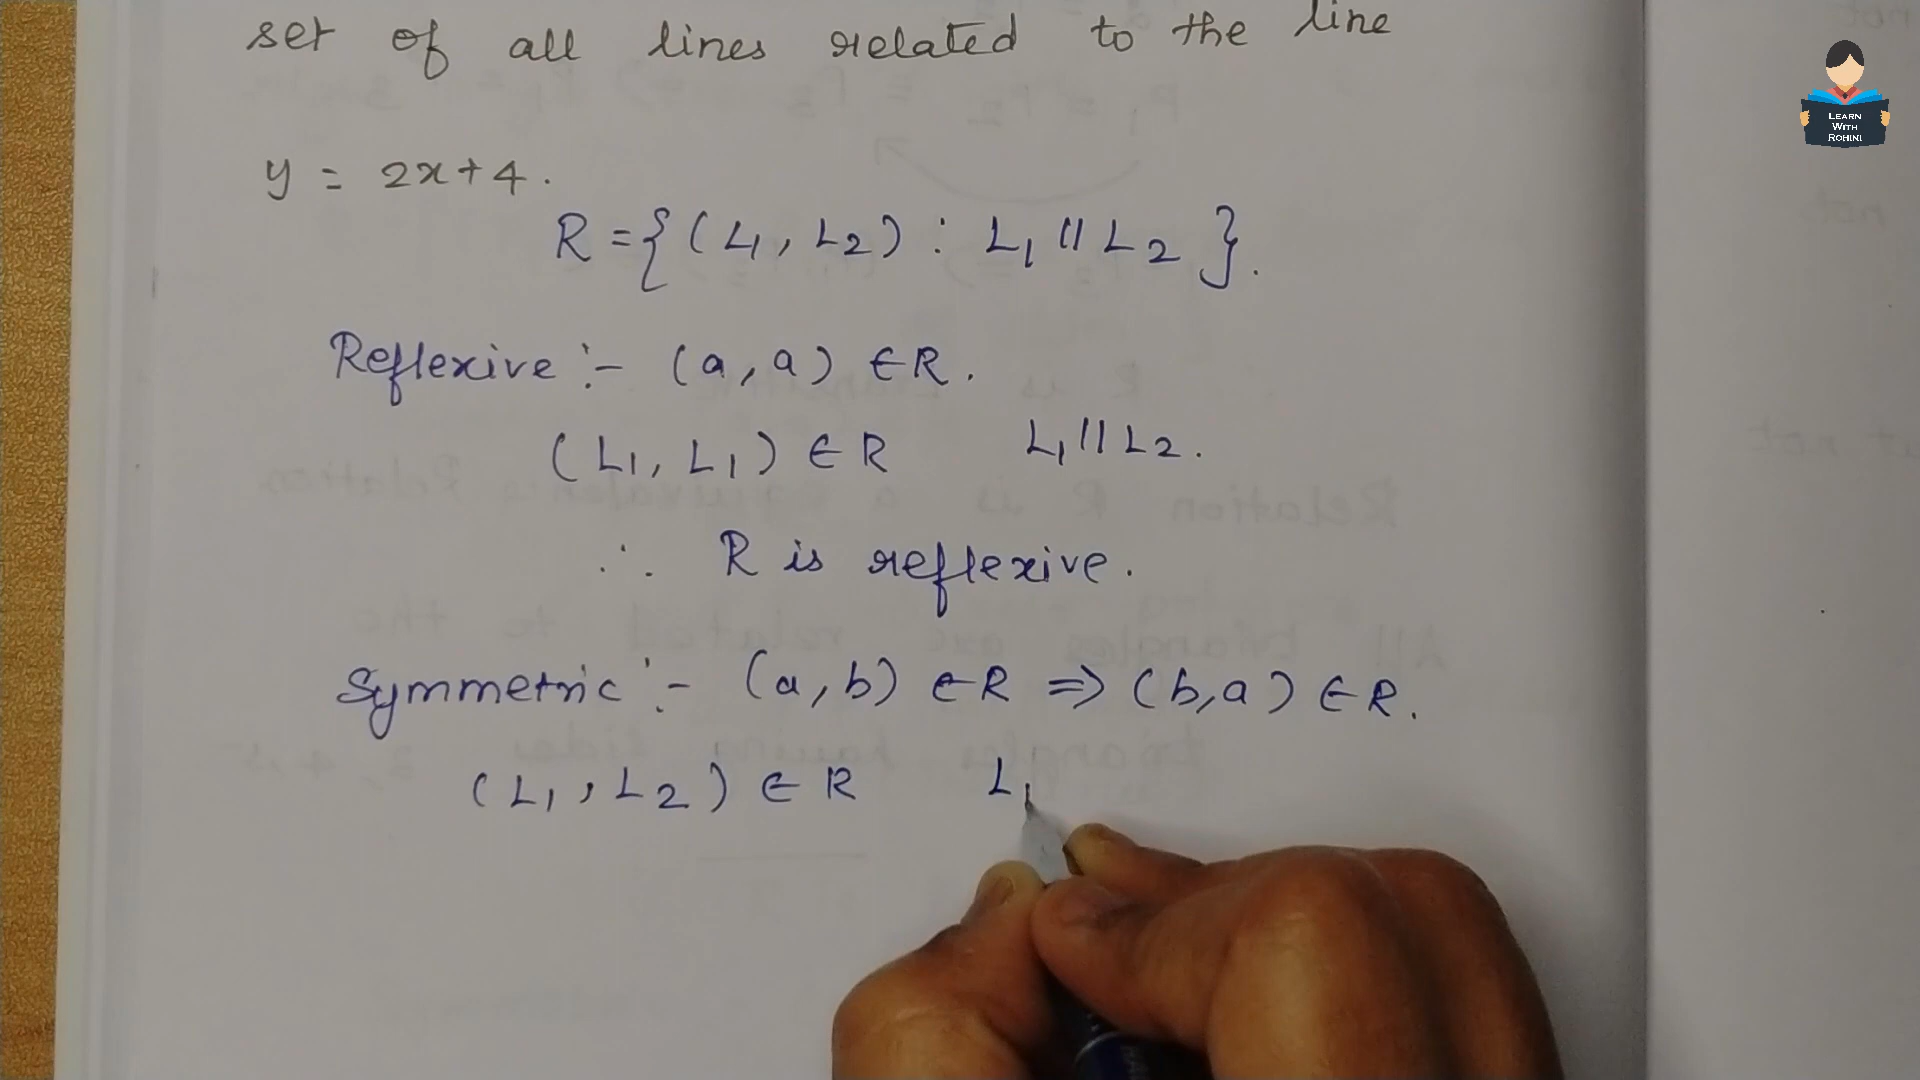 set of all lines related to the line
y = 2x+4.
R = { (L1, L2) : L1 || L2 }.
Reflexive :- (a, a) ∈ R.
(L1, L1) ∈ R L1 || L2.
∴ R is reflexive.
Symmetric :- (a, b) ∈ R => (b, a) ∈ R.
(L1, L2) ∈ R L1
LEARN
WITH
ROHINI